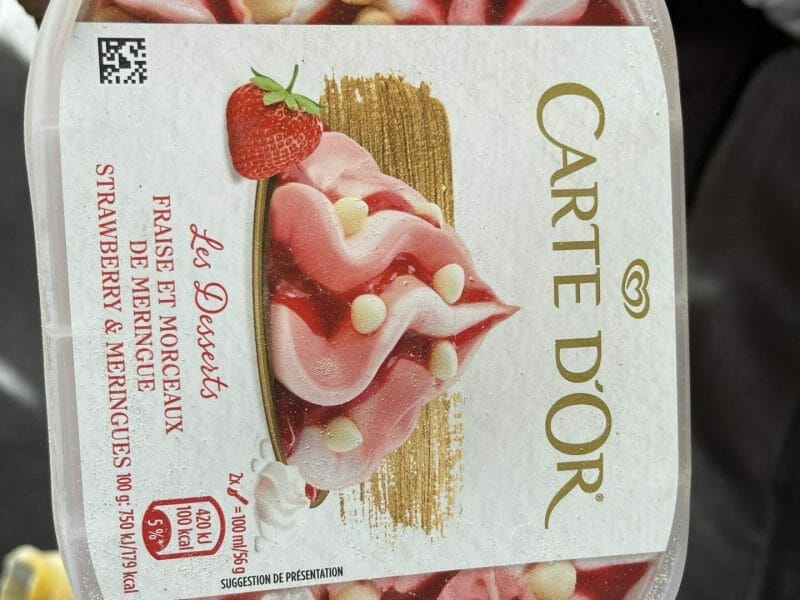 CARTE D'OR®
Les Desserts
FRAISE ET MORCEAUX
DE MERINGUE
STRAWBERRY & MERINGUES
2x = 100 ml/56 g
420 kJ
100 kcal
5 %*
100 g: 750 kJ/179 kcal
SUGGESTION DE PRÉSENTATION